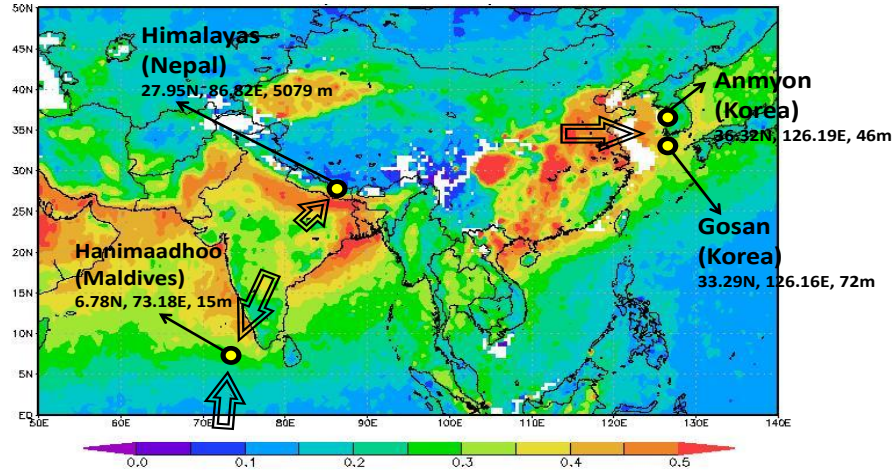 50N
45N
40N
35N
30N
25N
20N
15N
10N
5N
EQ
50E
60E
70E
80E
90E
100E
110E
120E
130E
140E
Himalayas
(Nepal)
27.95N, 86.82E, 5079 m
Anmyon
(Korea)
36.32N, 126.19E, 46m
Gosan
(Korea)
33.29N, 126.16E, 72m
Hanimaadhoo
(Maldives)
6.78N, 73.18E, 15m
0.0
0.1
0.2
0.3
0.4
0.5